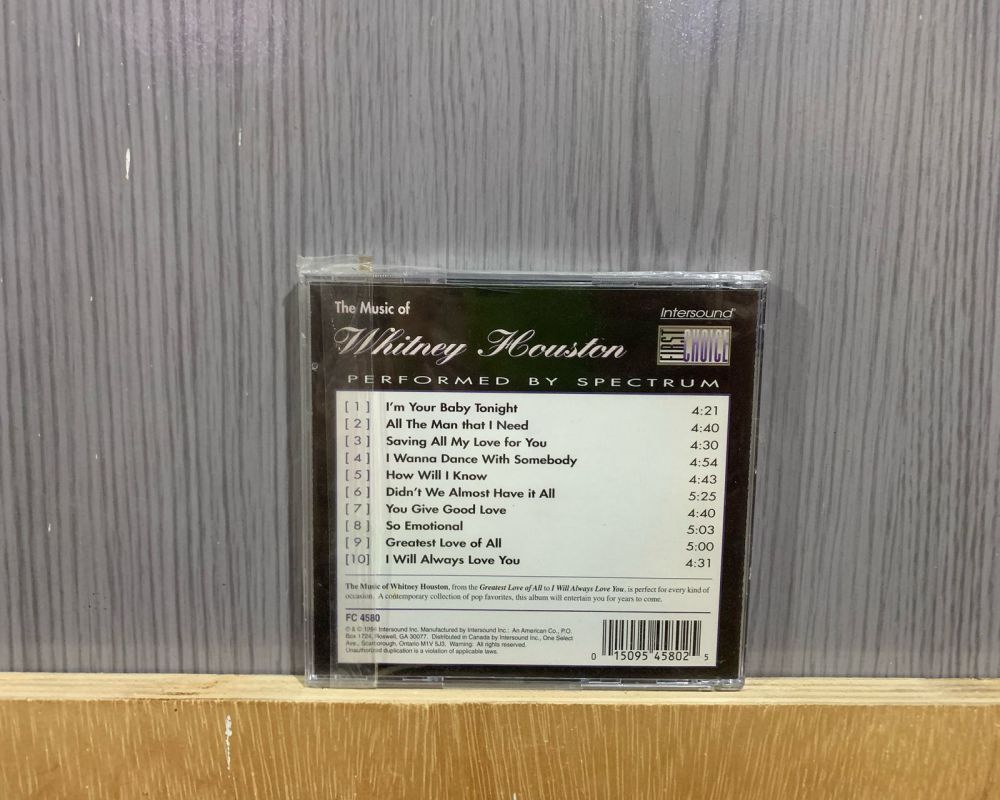 The Music of
Whitney Houston
PERFORMED BY SPECTRUM
Intersound
FIRST CHOICE
[ 1 ] I'm Your Baby Tonight 4:21
[ 2 ] All The Man that I Need 4:40
[ 3 ] Saving All My Love for You 4:30
[ 4 ] I Wanna Dance With Somebody 4:54
[ 5 ] How Will I Know 4:43
[ 6 ] Didn't We Almost Have it All 5:25
[ 7 ] You Give Good Love 4:40
[ 8 ] So Emotional 5:03
[ 9 ] Greatest Love of All 5:00
[10] I Will Always Love You 4:31
The Music of Whitney Houston, from the Greatest Love of All to I Will Always Love You, is perfect for every kind of
occasion. A contemporary collection of pop favorites, this album will entertain you for years to come.
FC 4580
℗ & © Intersound Inc. Manufactured by Intersound Inc.: An American Co., P.O.
Box 1724, Roswell, GA 30077. Distributed in Canada by Intersound Inc., One Select
Ave., Scarborough, Ontario M1V 5J3. Warning: All rights reserved.
Unauthorized duplication is a violation of applicable laws.
0 15095 45802 5